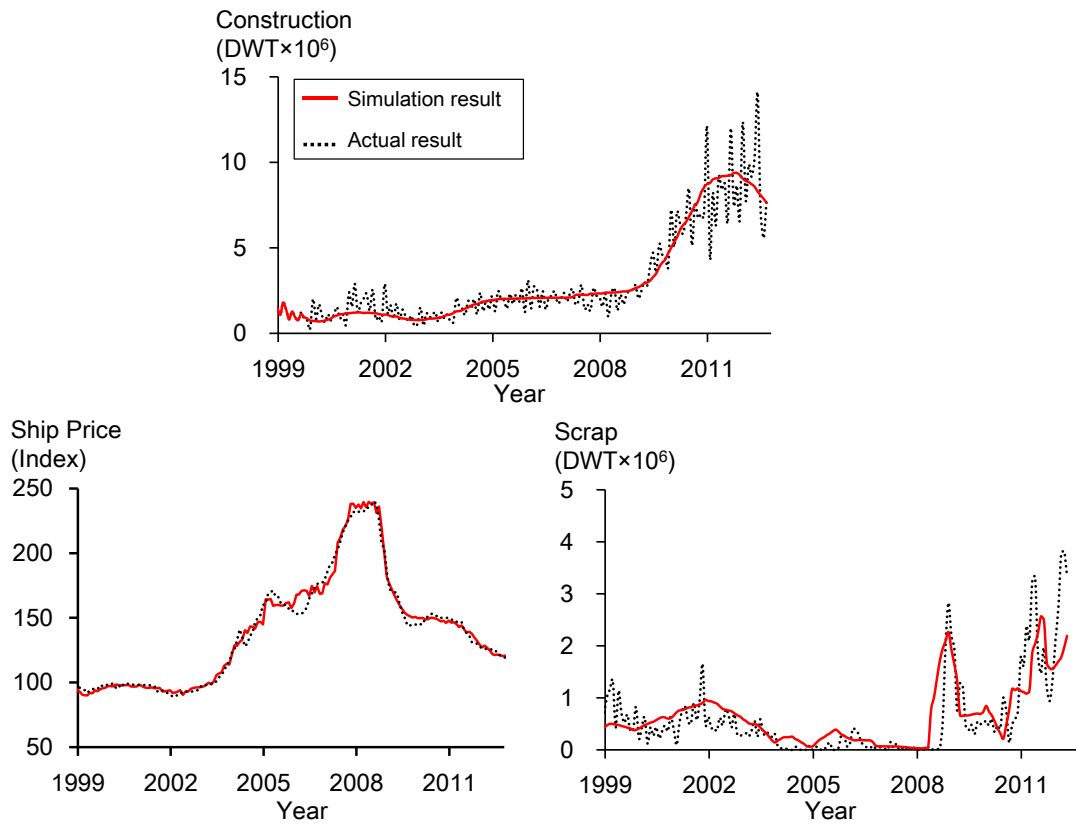 Construction
(DWT×10⁶)
15
Simulation result
Actual result
10
5
0
1999 2002 2005 2008 2011
Year
Ship Price
(Index)
250
200
150
100
50
1999 2002 2005 2008 2011
Year
Scrap
(DWT×10⁶)
5
4
3
2
1
0
1999 2002 2005 2008 2011
Year